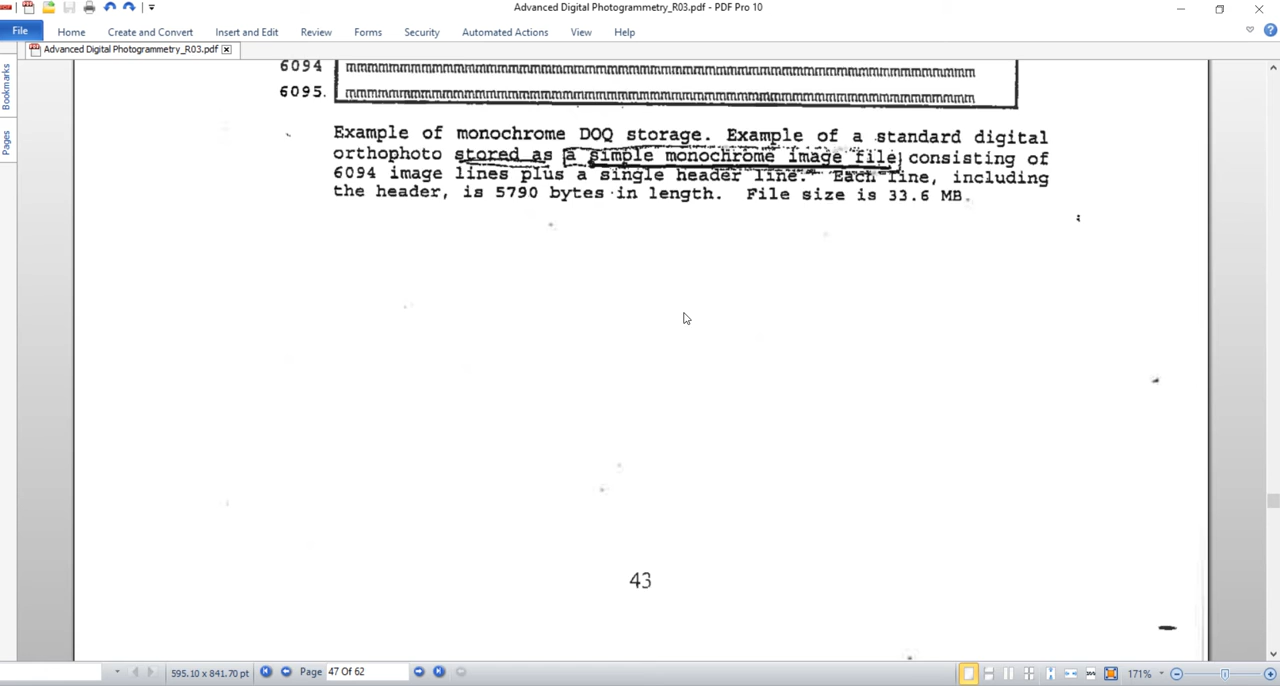 Advanced Digital Photogrammetry_R03.pdf - PDF Pro 10
File Home Create and Convert Insert and Edit Review Forms Comments Security Automated Actions View Help
Advanced Digital Photogrammetry_R03.pdf
Bookmarks
Pages
6094
6095.
Example of monochrome DOQ storage. Example of a standard digital
orthophoto stored as a simple monochrome image file consisting of
6094 image lines plus a single header line. Each line, including
the header, is 5790 bytes in length. File size is 33.6 MB.
43
595.10 x 841.70 pt Page 47 Of 62 171%